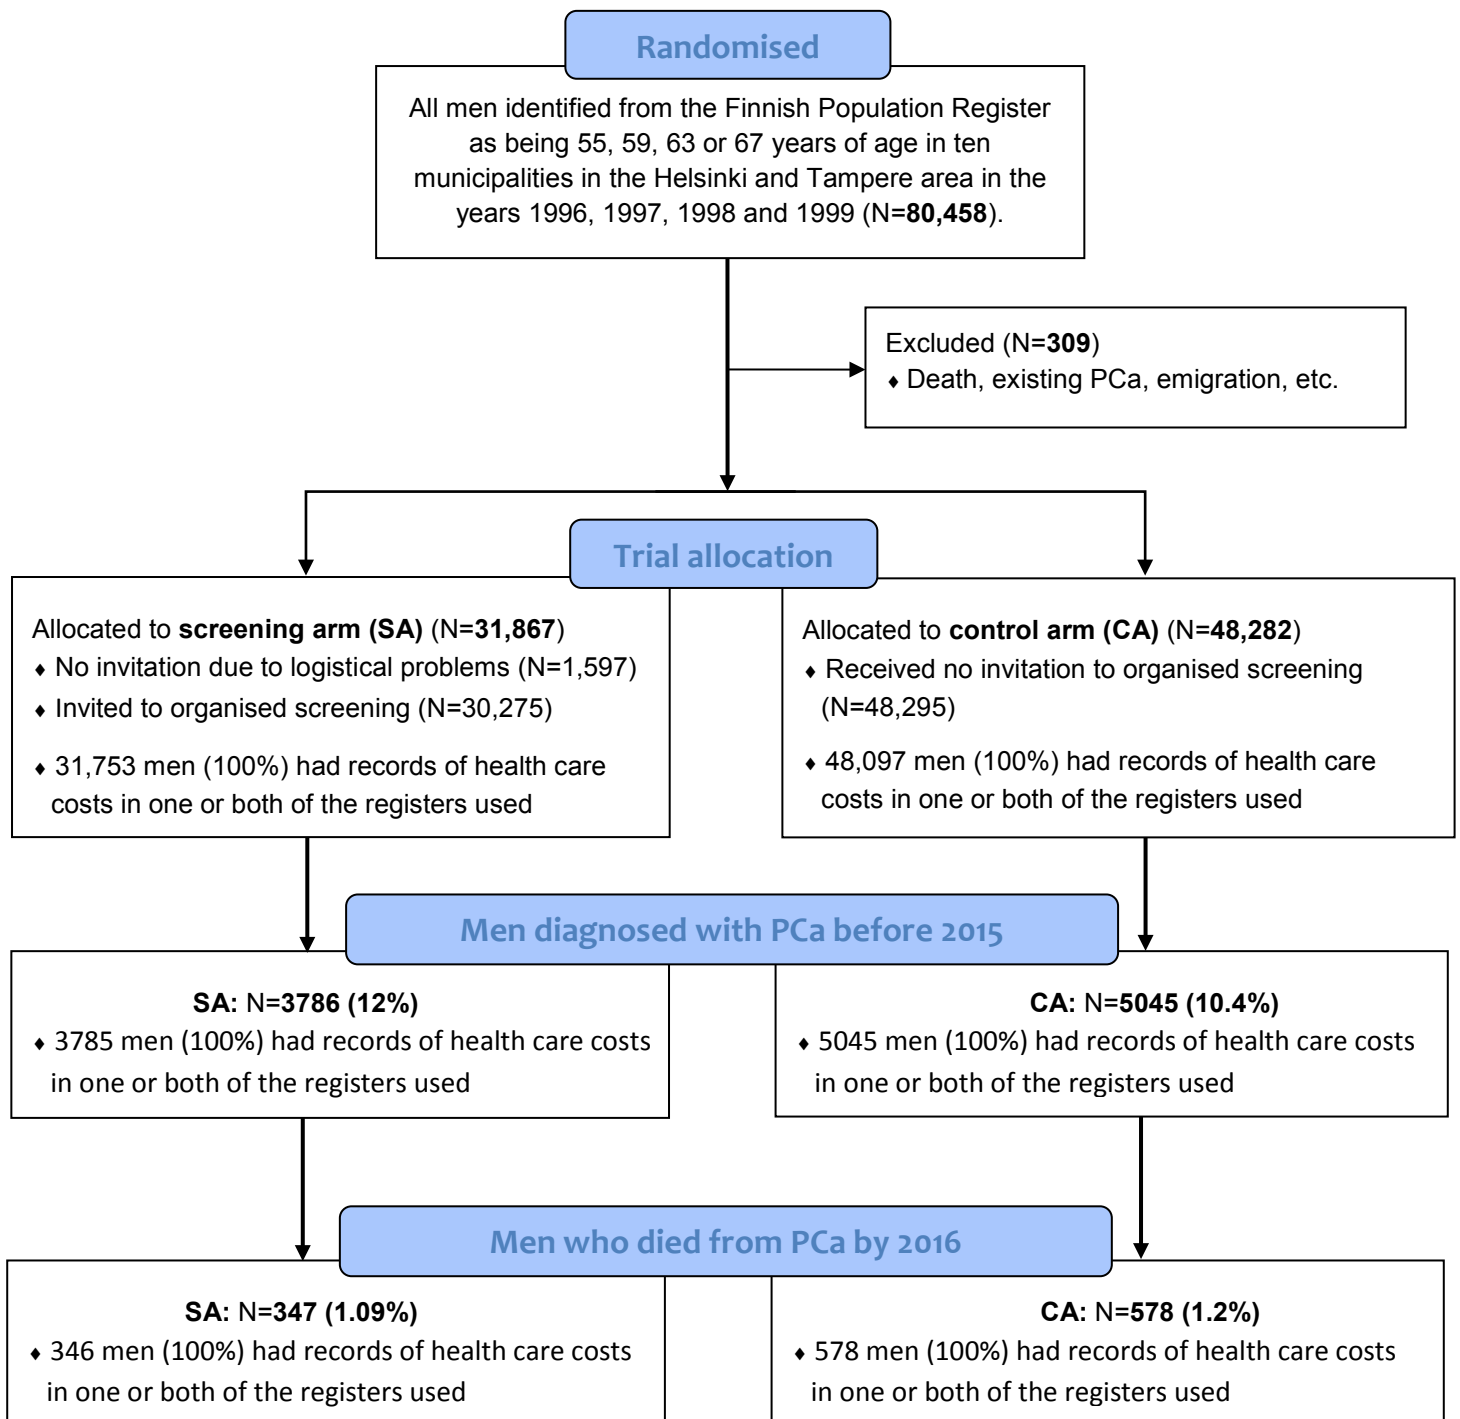 Randomised
All men identified from the Finnish Population Register
as being 55, 59, 63 or 67 years of age in ten
municipalities in the Helsinki and Tampere area in the
years 1996, 1997, 1998 and 1999 (N=80,458).
Excluded (N=309)
♦ Death, existing PCa, emigration, etc.
Trial allocation
Allocated to screening arm (SA) (N=31,867)
♦ No invitation due to logistical problems (N=1,597)
♦ Invited to organised screening (N=30,275)
♦ 31,753 men (100%) had records of health care
costs in one or both of the registers used
Allocated to control arm (CA) (N=48,282)
♦ Received no invitation to organised screening
(N=48,295)
♦ 48,097 men (100%) had records of health care
costs in one or both of the registers used
Men diagnosed with PCa before 2015
SA: N=3786 (12%)
♦ 3785 men (100%) had records of health care costs
in one or both of the registers used
CA: N=5045 (10.4%)
♦ 5045 men (100%) had records of health care costs
in one or both of the registers used
Men who died from PCa by 2016
SA: N=347 (1.09%)
♦ 346 men (100%) had records of health care costs
in one or both of the registers used
CA: N=578 (1.2%)
♦ 578 men (100%) had records of health care costs
in one or both of the registers used